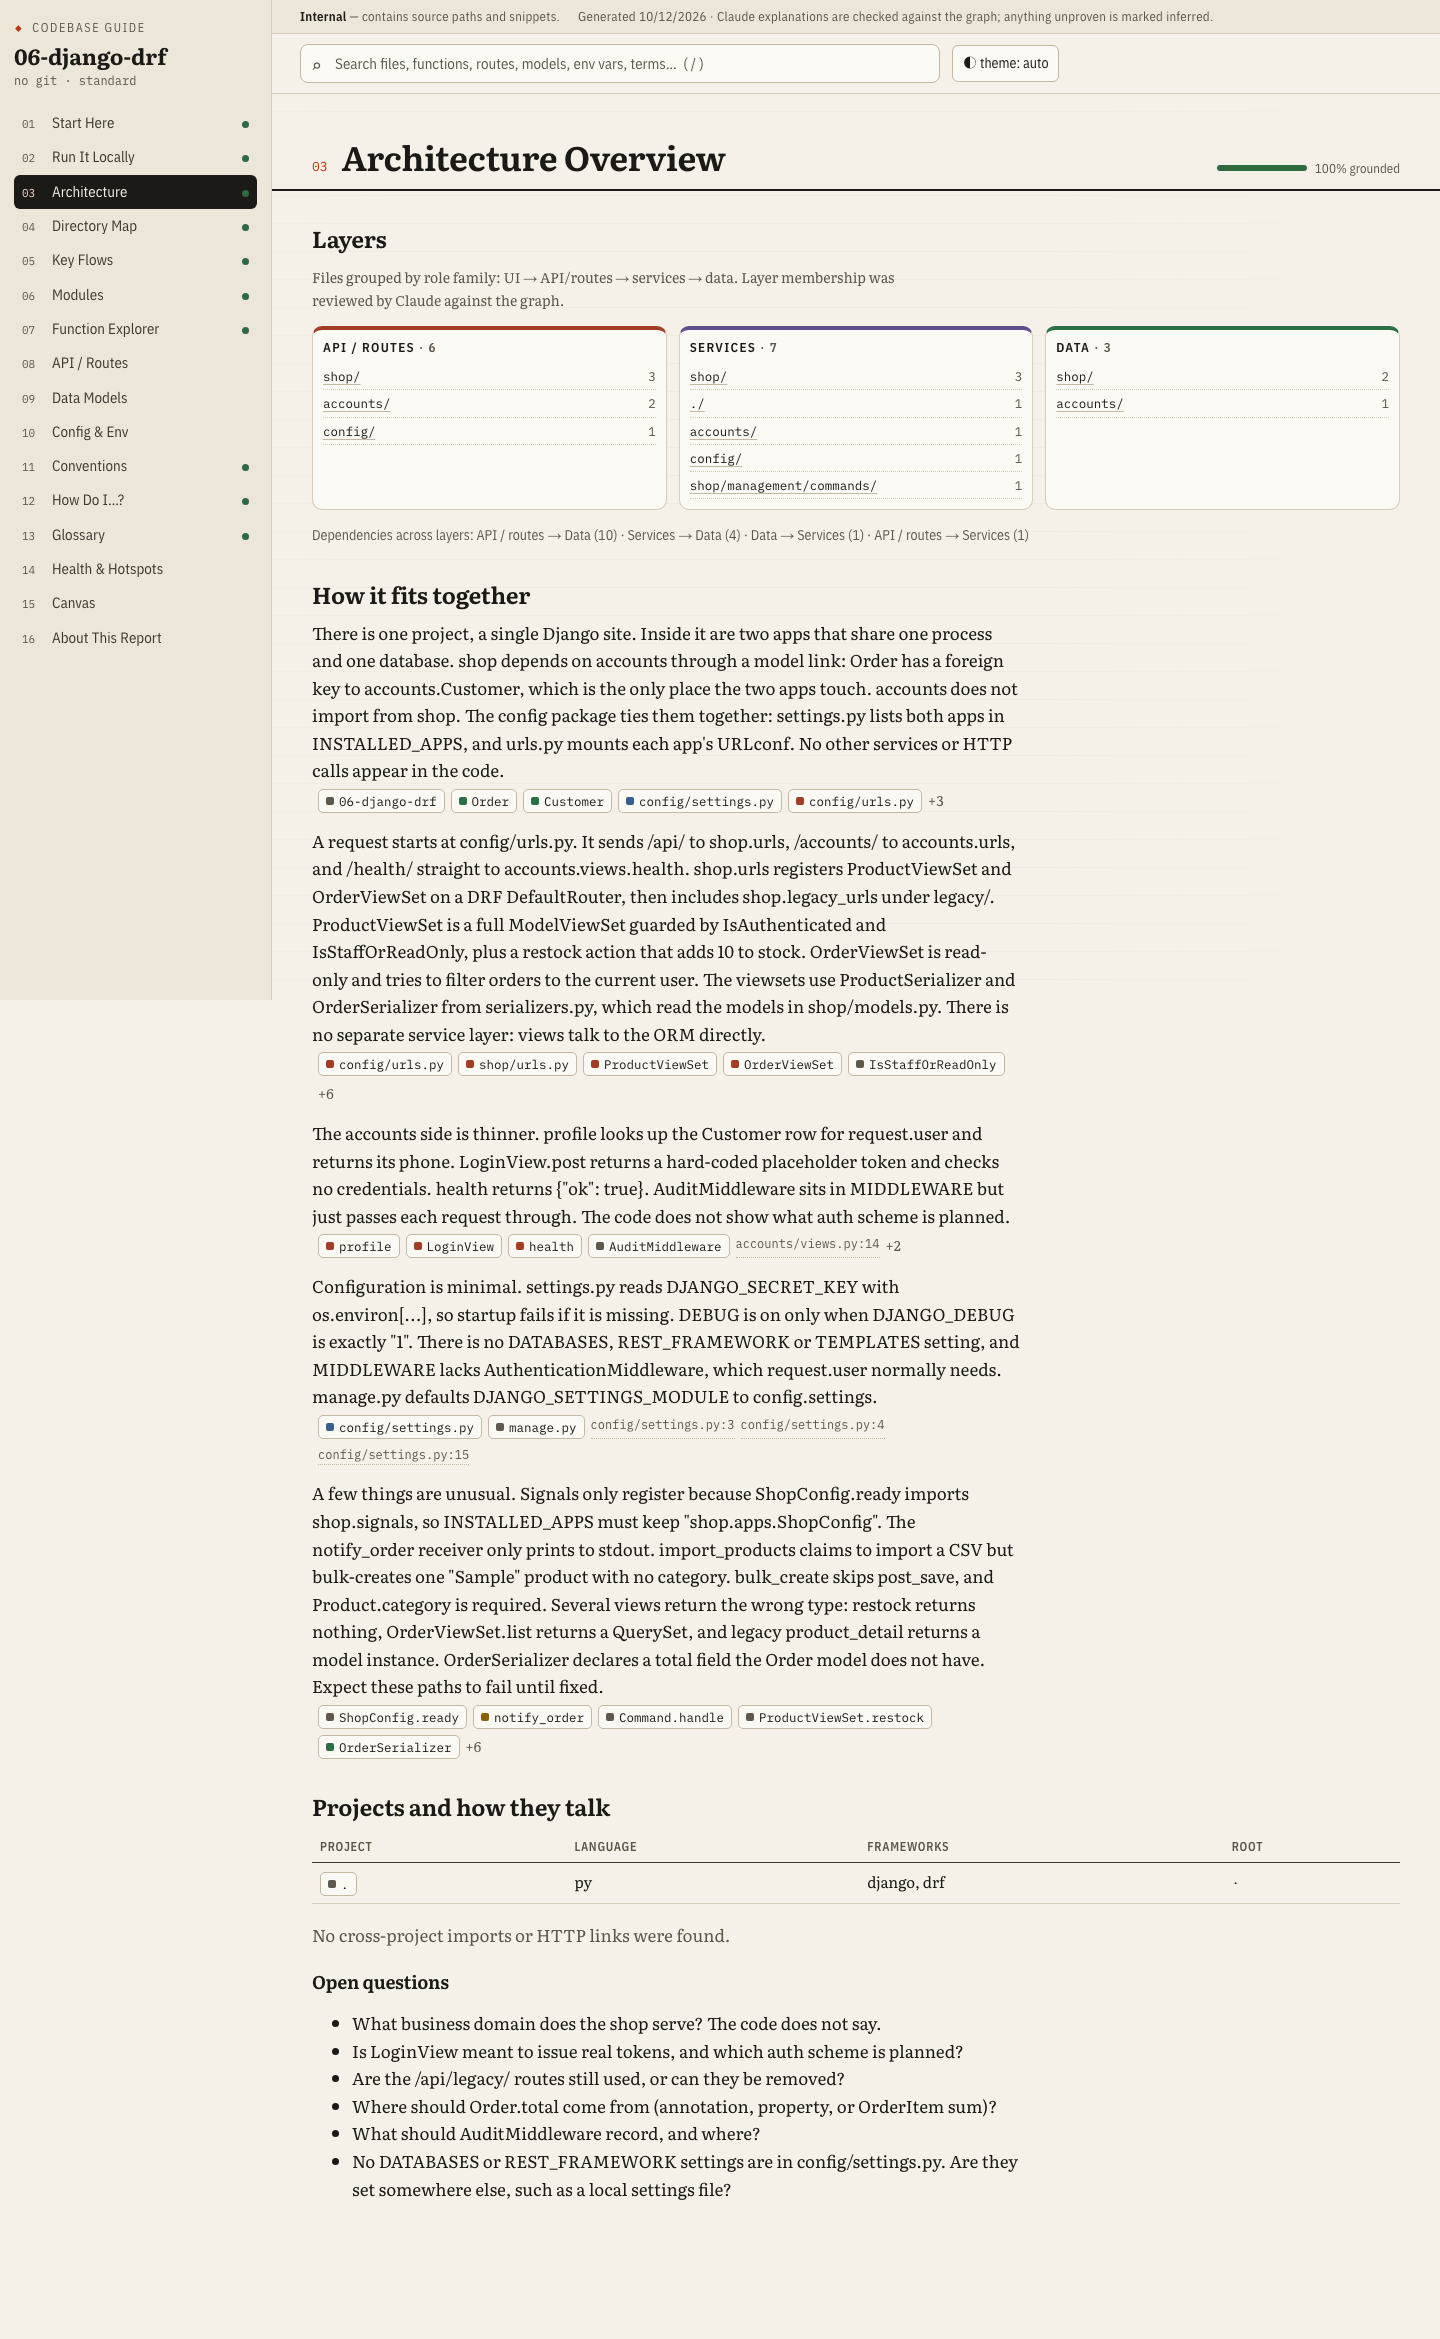 ◆ CODEBASE GUIDE
06-django-drf
no git · standard
01 Start Here
02 Run It Locally
03 Architecture
04 Directory Map
05 Key Flows
06 Modules
07 Function Explorer
08 API / Routes
09 Data Models
10 Config & Env
11 Conventions
12 How Do I…?
13 Glossary
14 Health & Hotspots
15 Canvas
16 About This Report
Internal — contains source paths and snippets. Generated 10/12/2026 · Claude explanations are checked against the graph; anything unproven is marked inferred.
Search files, functions, routes, models, env vars, terms… (/)
theme: auto
03 Architecture Overview
100% grounded
Layers
Files grouped by role family: UI → API/routes → services → data. Layer membership was
reviewed by Claude against the graph.
API / ROUTES · 6
shop/ 3
accounts/ 2
config/ 1
SERVICES · 7
shop/ 3
./ 1
accounts/ 1
config/ 1
shop/management/commands/ 1
DATA · 3
shop/ 2
accounts/ 1
Dependencies across layers: API / routes → Data (10) · Services → Data (4) · Data → Services (1) · API / routes → Services (1)
How it fits together
There is one project, a single Django site. Inside it are two apps that share one process
and one database. shop depends on accounts through a model link: Order has a foreign
key to accounts.Customer, which is the only place the two apps touch. accounts does not
import from shop. The config package ties them together: settings.py lists both apps in
INSTALLED_APPS, and urls.py mounts each app's URLconf. No other services or HTTP
calls appear in the code.
06-django-drf Order Customer config/settings.py config/urls.py +3
A request starts at config/urls.py. It sends /api/ to shop.urls, /accounts/ to accounts.urls,
and /health/ straight to accounts.views.health. shop.urls registers ProductViewSet and
OrderViewSet on a DRF DefaultRouter, then includes shop.legacy_urls under legacy/.
ProductViewSet is a full ModelViewSet guarded by IsAuthenticated and
IsStaffOrReadOnly, plus a restock action that adds 10 to stock. OrderViewSet is read-
only and tries to filter orders to the current user. The viewsets use ProductSerializer and
OrderSerializer from serializers.py, which read the models in shop/models.py. There is
no separate service layer: views talk to the ORM directly.
config/urls.py shop/urls.py ProductViewSet OrderViewSet IsStaffOrReadOnly
+6
The accounts side is thinner. profile looks up the Customer row for request.user and
returns its phone. LoginView.post returns a hard-coded placeholder token and checks
no credentials. health returns {"ok": true}. AuditMiddleware sits in MIDDLEWARE but
just passes each request through. The code does not show what auth scheme is planned.
profile LoginView health AuditMiddleware accounts/views.py:14 +2
Configuration is minimal. settings.py reads DJANGO_SECRET_KEY with
os.environ[...], so startup fails if it is missing. DEBUG is on only when DJANGO_DEBUG
is exactly "1". There is no DATABASES, REST_FRAMEWORK or TEMPLATES setting, and
MIDDLEWARE lacks AuthenticationMiddleware, which request.user normally needs.
manage.py defaults DJANGO_SETTINGS_MODULE to config.settings.
config/settings.py manage.py config/settings.py:3 config/settings.py:4
config/settings.py:15
A few things are unusual. Signals only register because ShopConfig.ready imports
shop.signals, so INSTALLED_APPS must keep "shop.apps.ShopConfig". The
notify_order receiver only prints to stdout. import_products claims to import a CSV but
bulk-creates one "Sample" product with no category. bulk_create skips post_save, and
Product.category is required. Several views return the wrong type: restock returns
nothing, OrderViewSet.list returns a QuerySet, and legacy product_detail returns a
model instance. OrderSerializer declares a total field the Order model does not have.
Expect these paths to fail until fixed.
ShopConfig.ready notify_order Command.handle ProductViewSet.restock
OrderSerializer +6
Projects and how they talk
PROJECT LANGUAGE FRAMEWORKS ROOT
. py django, drf .
No cross-project imports or HTTP links were found.
Open questions
• What business domain does the shop serve? The code does not say.
• Is LoginView meant to issue real tokens, and which auth scheme is planned?
• Are the /api/legacy/ routes still used, or can they be removed?
• Where should Order.total come from (annotation, property, or OrderItem sum)?
• What should AuditMiddleware record, and where?
• No DATABASES or REST_FRAMEWORK settings are in config/settings.py. Are they
set somewhere else, such as a local settings file?